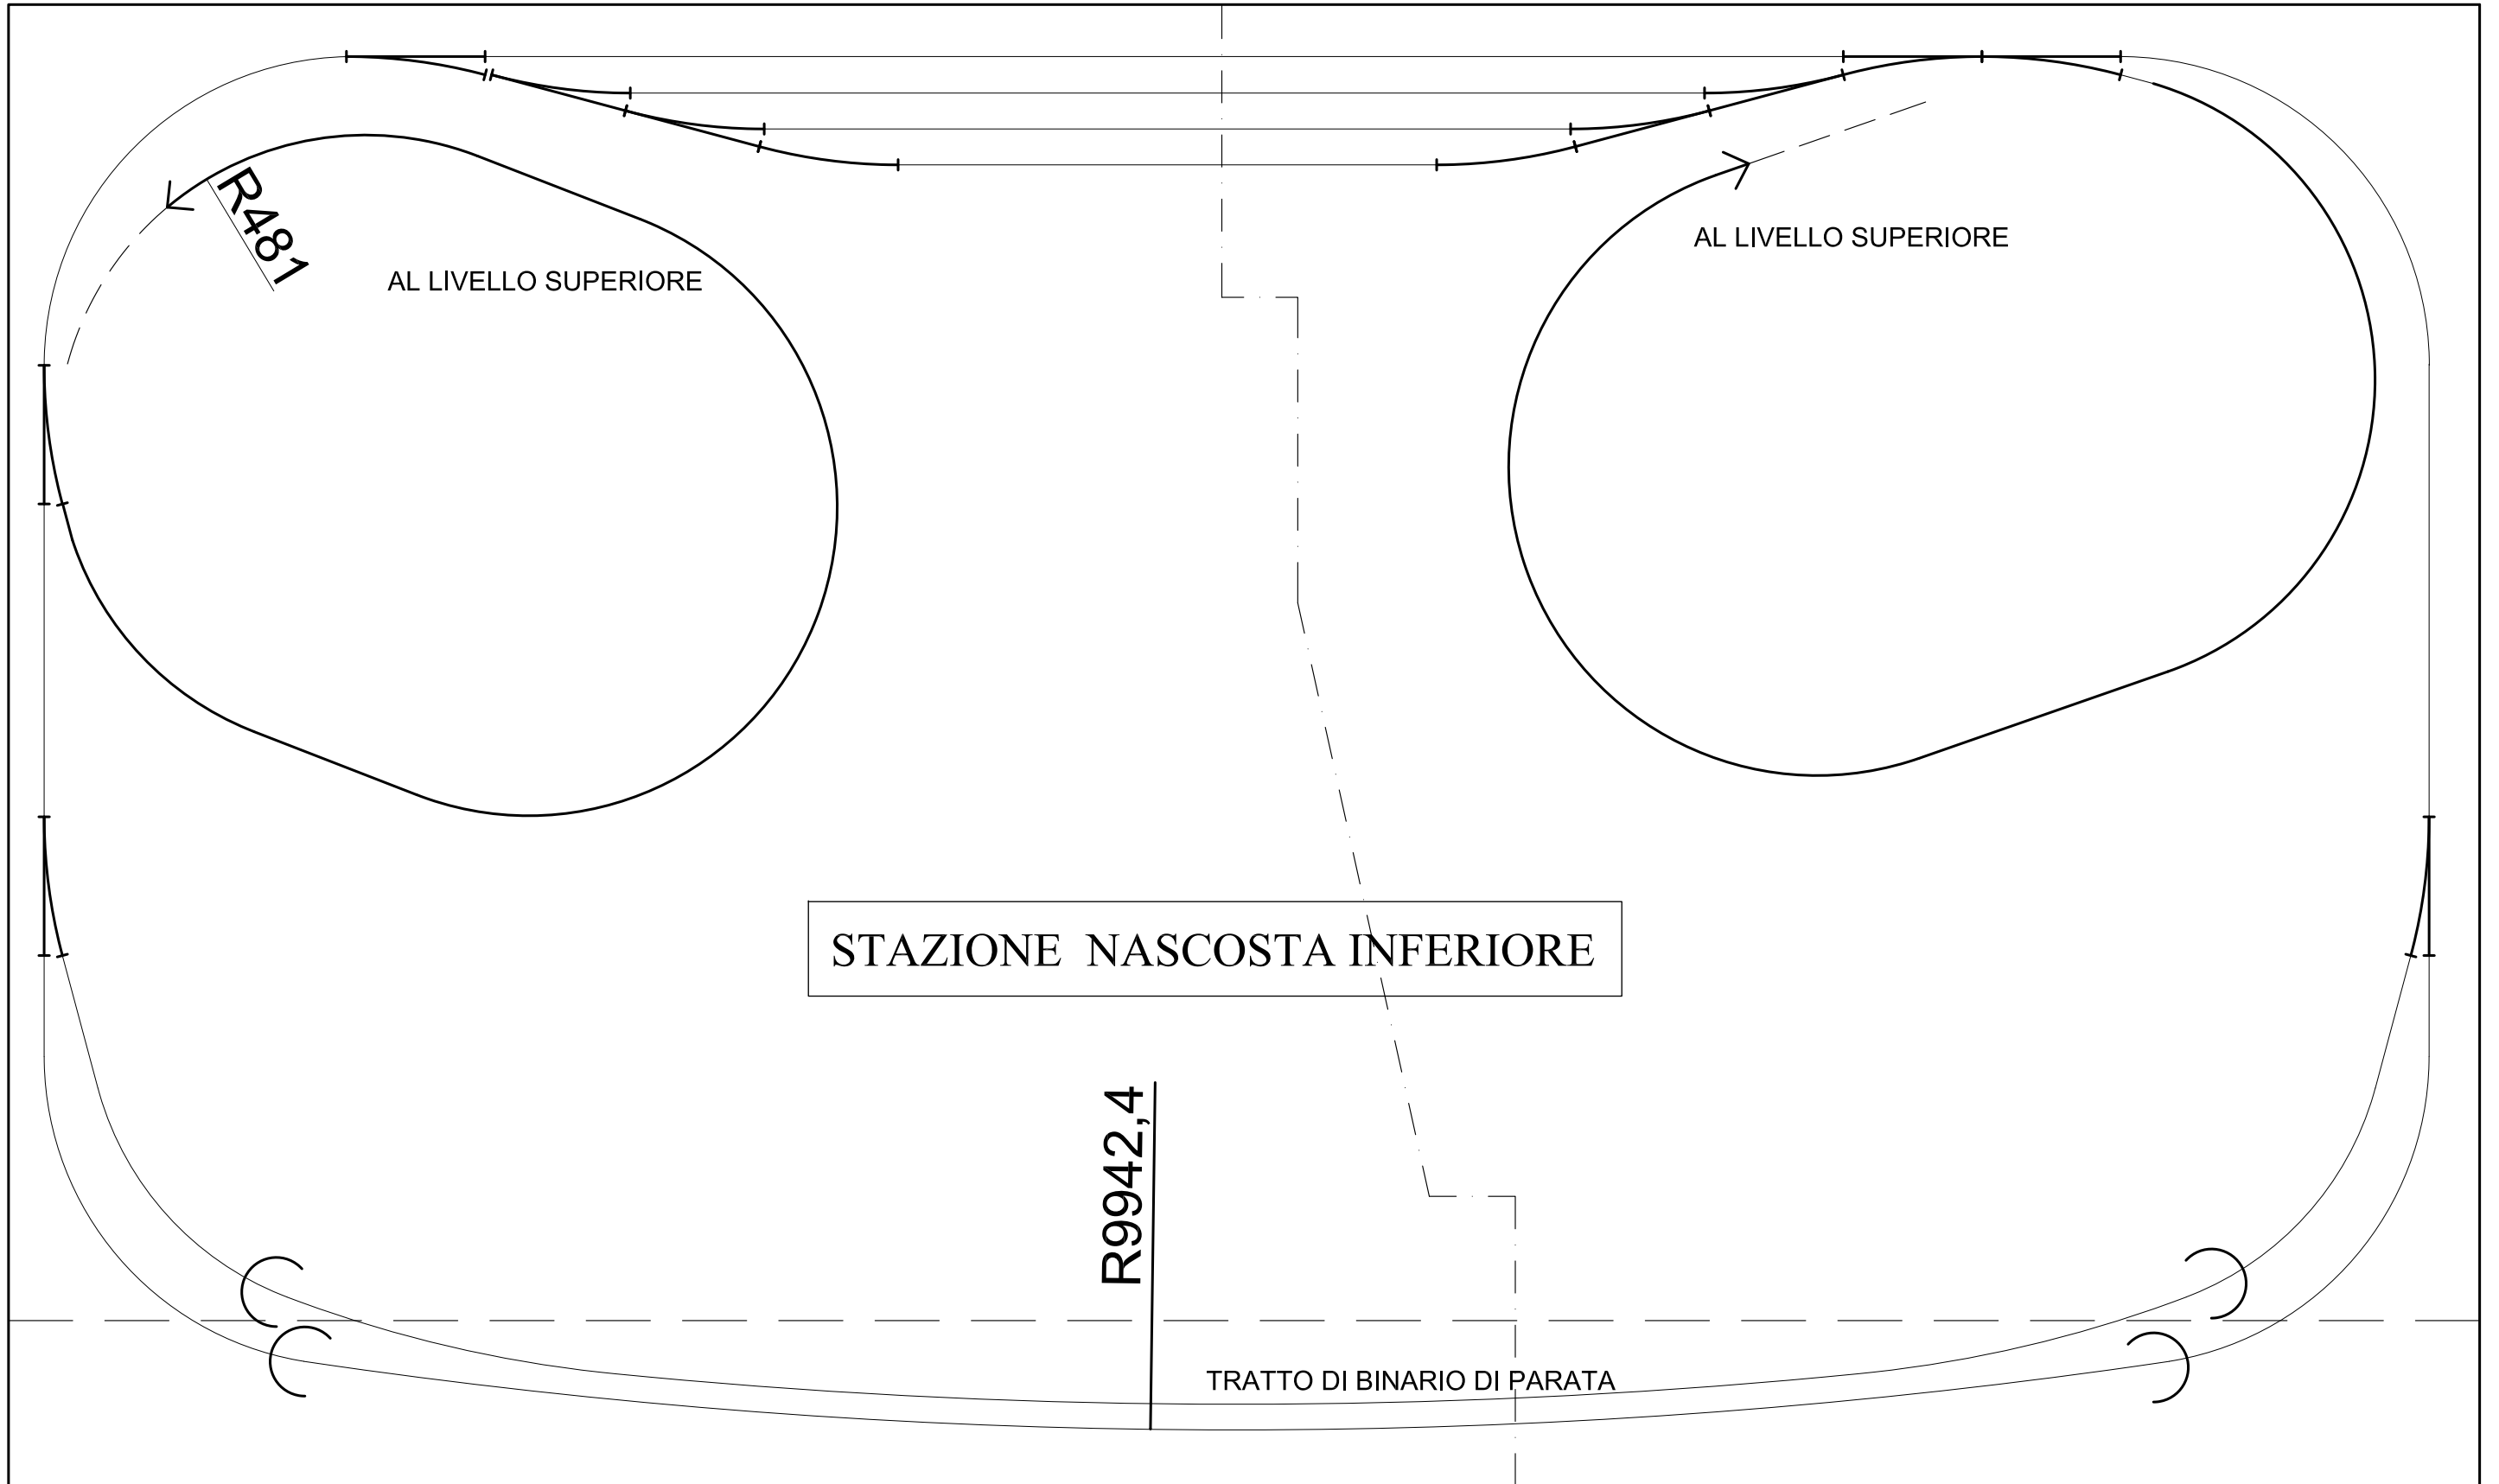 R481
AL LIVELLO SUPERIORE
AL LIVELLO SUPERIORE
STAZIONE NASCOSTA INFERIORE
R9942,4
TRATTO DI BINARIO DI PARATA